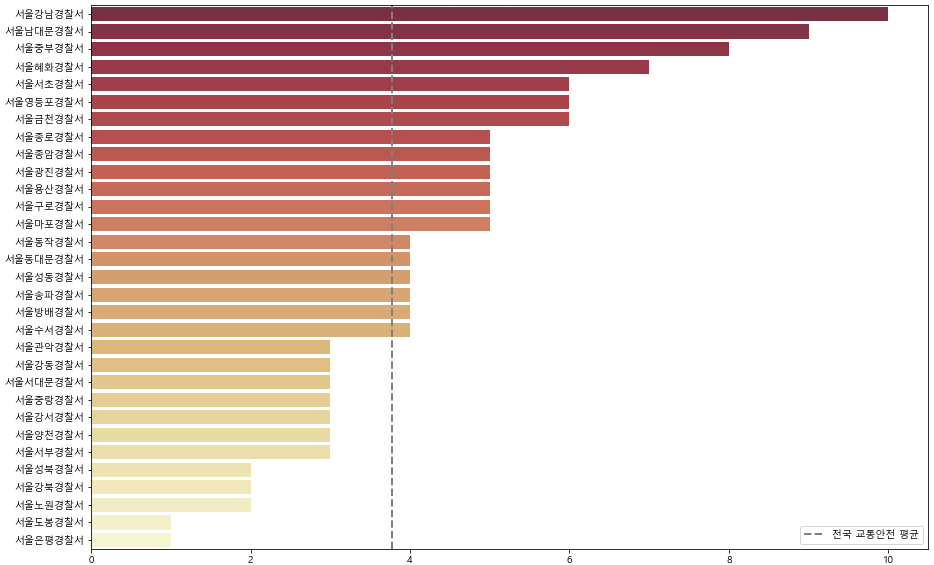 서울강남경찰서
서울남대문경찰서
서울중부경찰서
서울혜화경찰서
서울서초경찰서
서울영등포경찰서
서울금천경찰서
서울종로경찰서
서울종암경찰서
서울광진경찰서
서울용산경찰서
서울구로경찰서
서울마포경찰서
서울동작경찰서
서울동대문경찰서
서울성동경찰서
서울송파경찰서
서울방배경찰서
서울수서경찰서
서울관악경찰서
서울강동경찰서
서울서대문경찰서
서울중랑경찰서
서울강서경찰서
서울양천경찰서
서울서부경찰서
서울성북경찰서
서울강북경찰서
서울노원경찰서
서울도봉경찰서
서울은평경찰서
전국 교통안전 평균
0 2 4 6 8 10